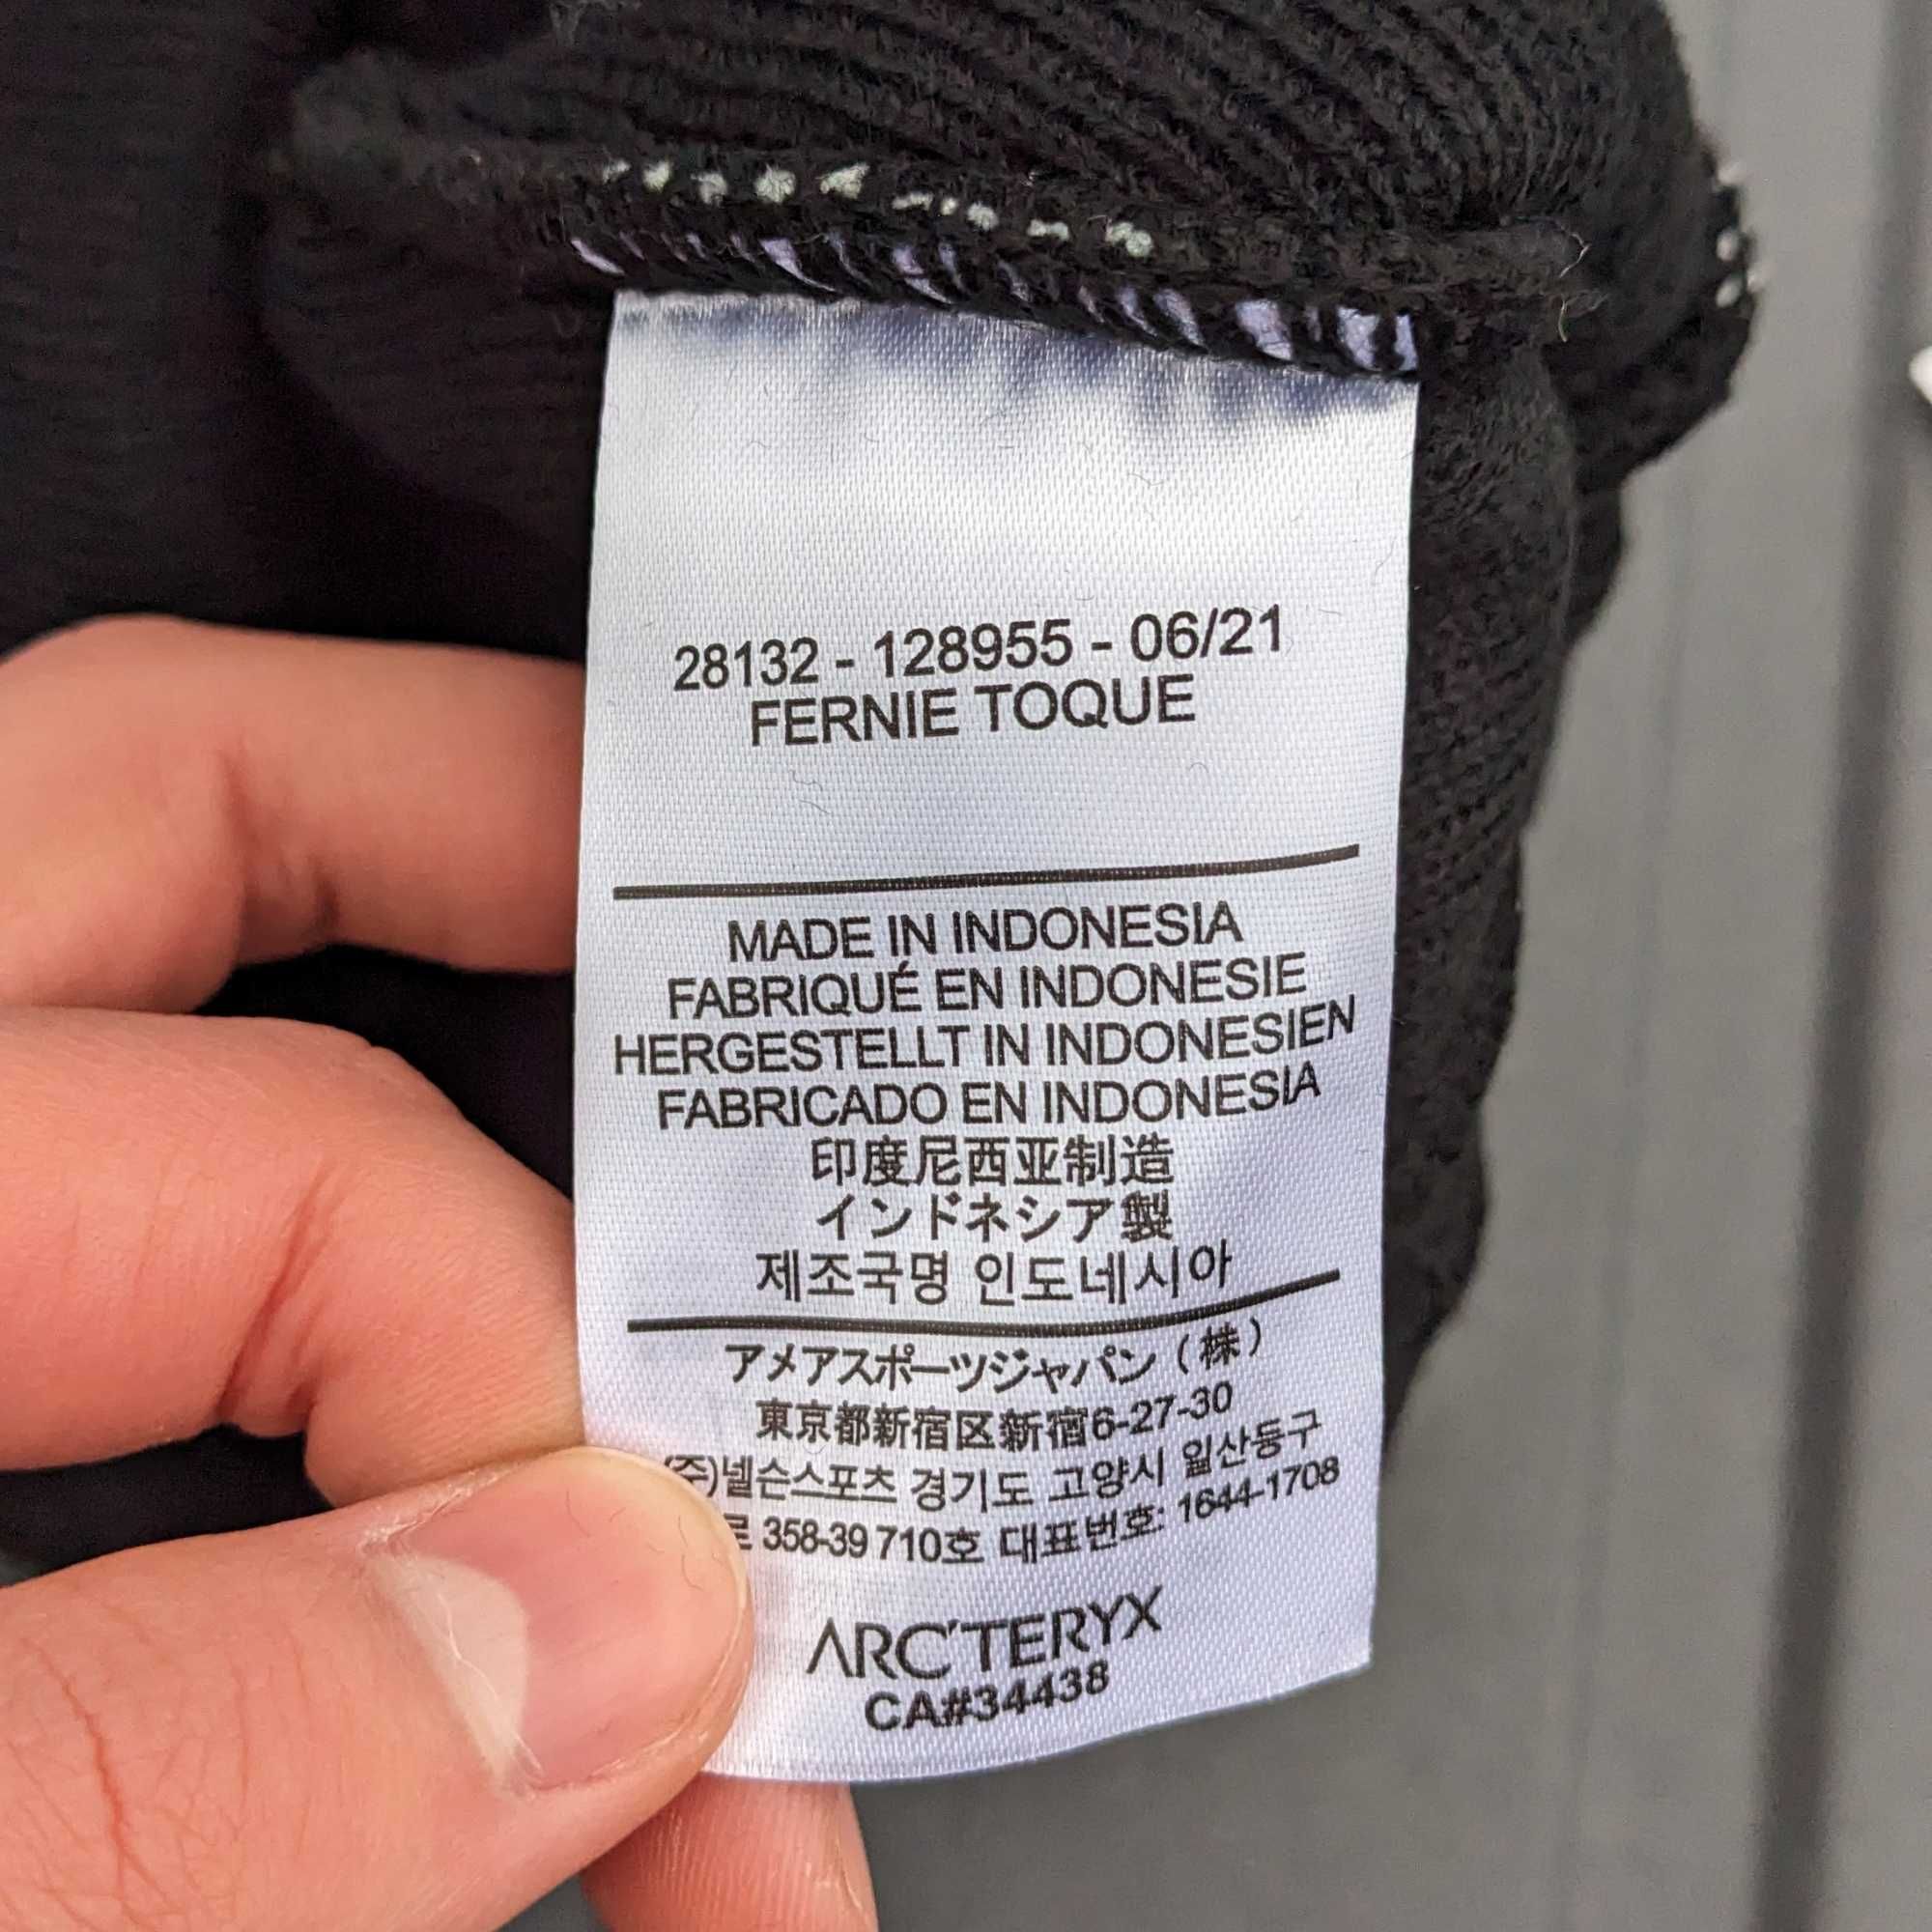 28132 - 128955 - 06/21
FERNIE TOQUE
MADE IN INDONESIA
FABRIQUÉ EN INDONESIE
HERGESTELLT IN INDONESIEN
FABRICADO EN INDONESIA
印度尼西亚制造
インドネシア製
제조국명 인도네시아
アメアスポーツジャパン（株）
東京都新宿区新宿6-27-30
(주)넬슨스포츠 경기도 고양시 일산동구
358-39 710호 대표번호: 1644-1708
ARC'TERYX
CA#34438